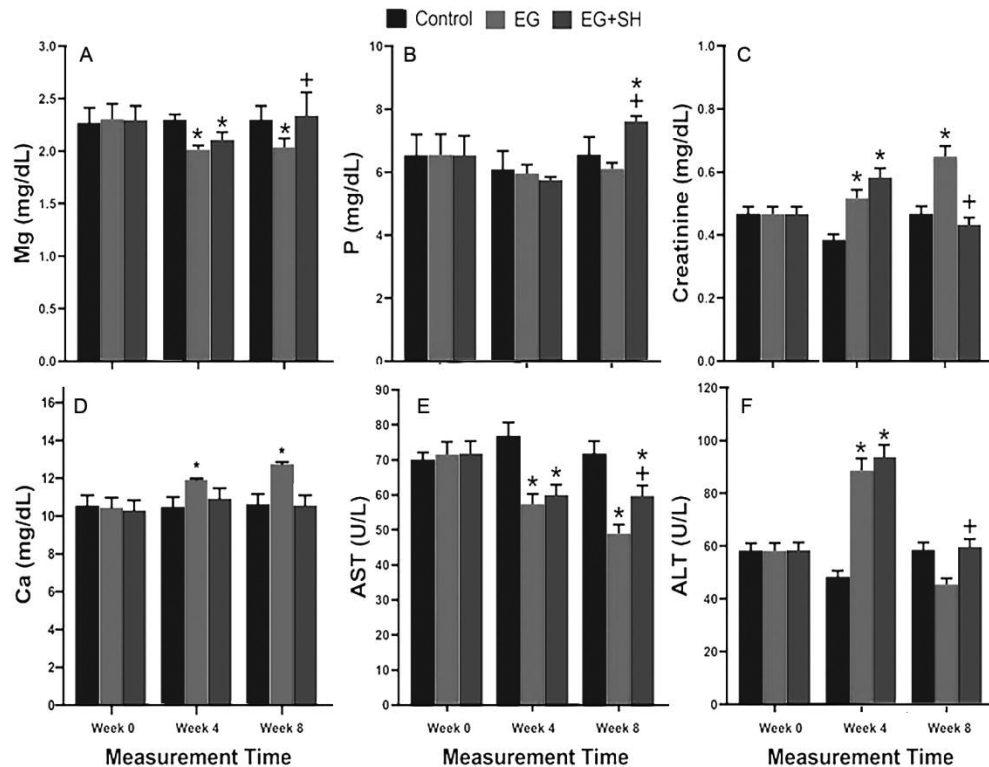 Control EG EG+SH
A
Mg (mg/dL)
3.0
2.5
2.0
1.5
1.0
0.5
0.0
* * * +
B
P (mg/dL)
10
8
6
4
2
0
*
+
C
Creatinine (mg/dL)
1.0
0.8
0.6
0.4
0.2
0.0
* * * +
D
Ca (mg/dL)
16
14
12
10
8
6
4
2
0
* *
Week 0 Week 4 Week 8
Measurement Time
E
AST (U/L)
90
80
70
60
50
40
30
20
10
0
* * * *
+
Week 0 Week 4 Week 8
Measurement Time
F
ALT (U/L)
120
100
80
60
40
20
0
* * +
Week 0 Week 4 Week 8
Measurement Time